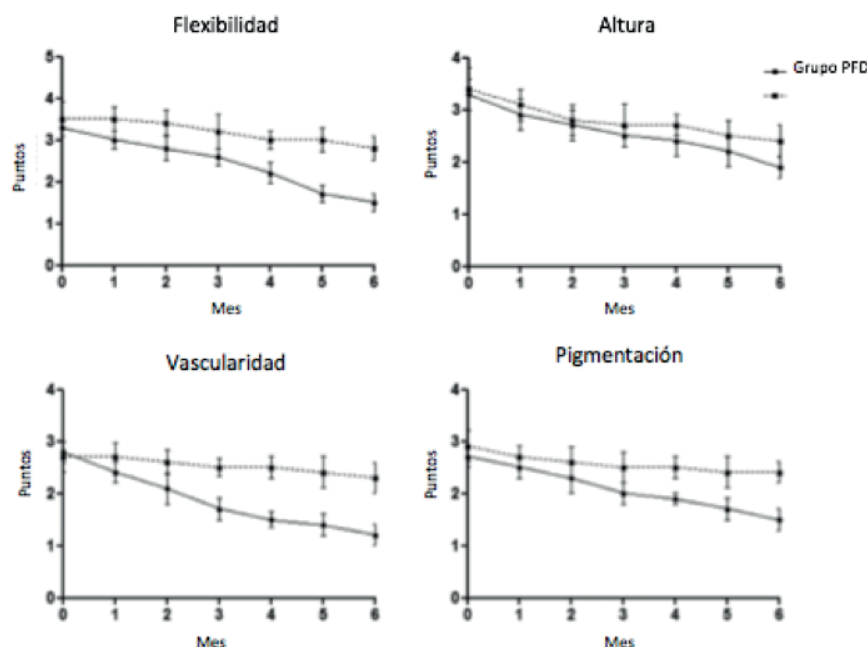 Flexibilidad
5
4
3
2
1
0
Puntos
0 1 2 3 4 5 6
Mes
Altura
4
3
2
1
0
Puntos
0 1 2 3 4 5 6
Mes
Grupo PFD
Vascularidad
4
3
2
1
0
Puntos
0 1 2 3 4 5 6
Mes
Pigmentación
4
3
2
1
0
Puntos
0 1 2 3 4 5 6
Mes